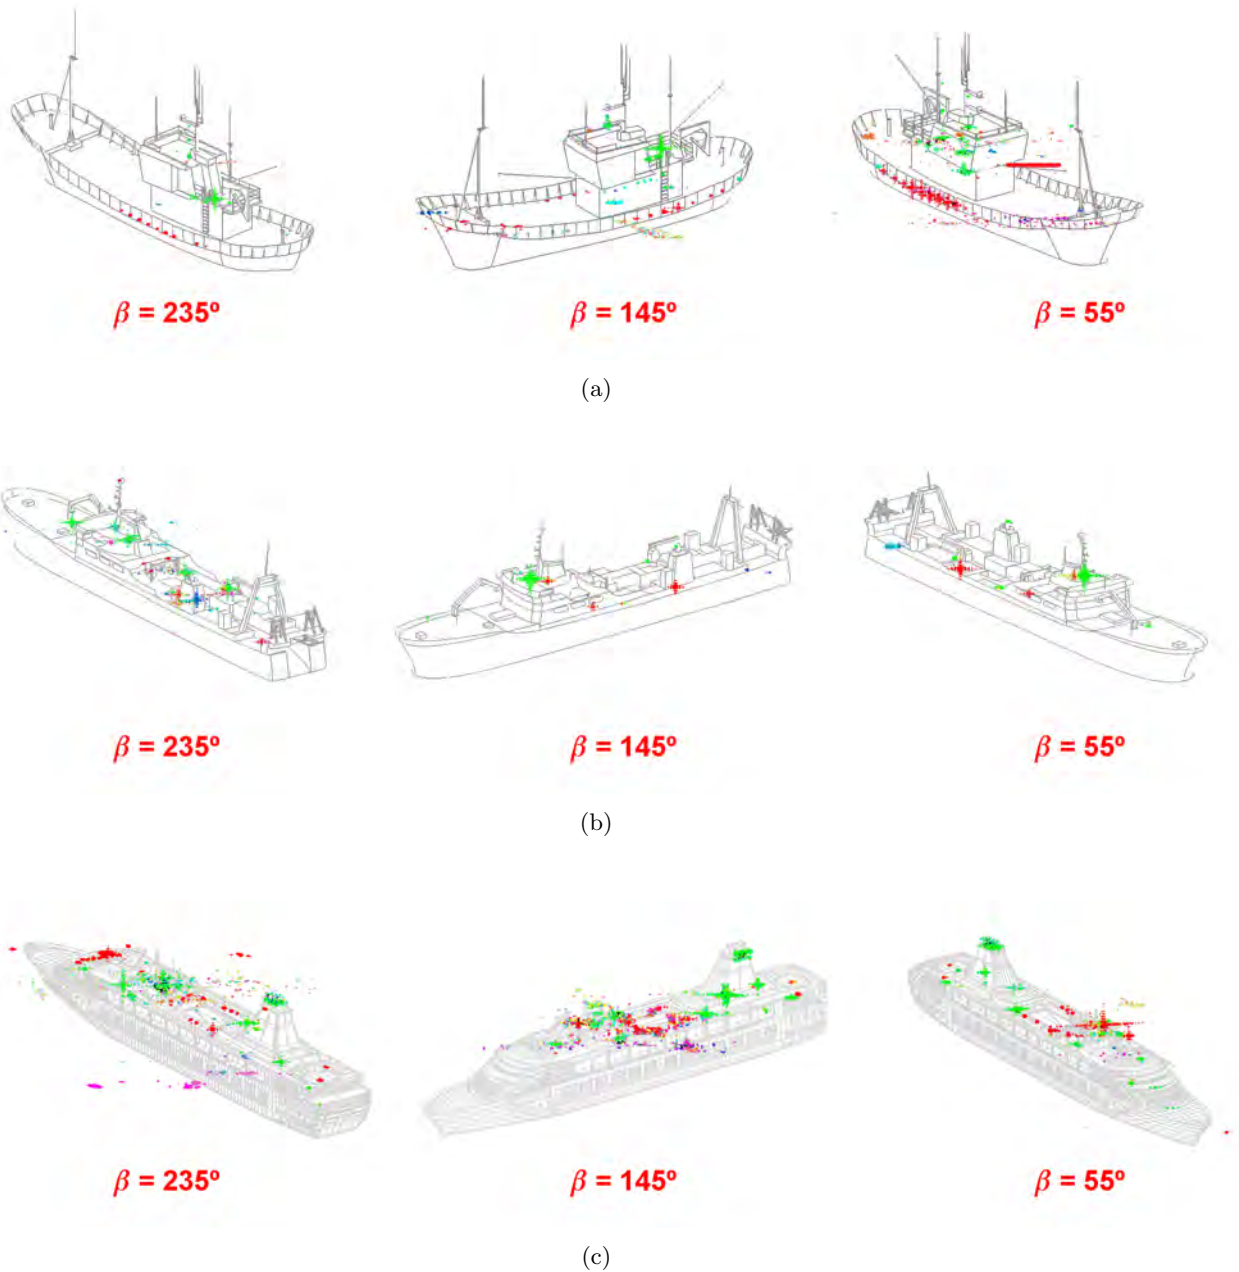 β = 235º β = 145º β = 55º
(a)
β = 235º β = 145º β = 55º
(b)
β = 235º β = 145º β = 55º
(c)